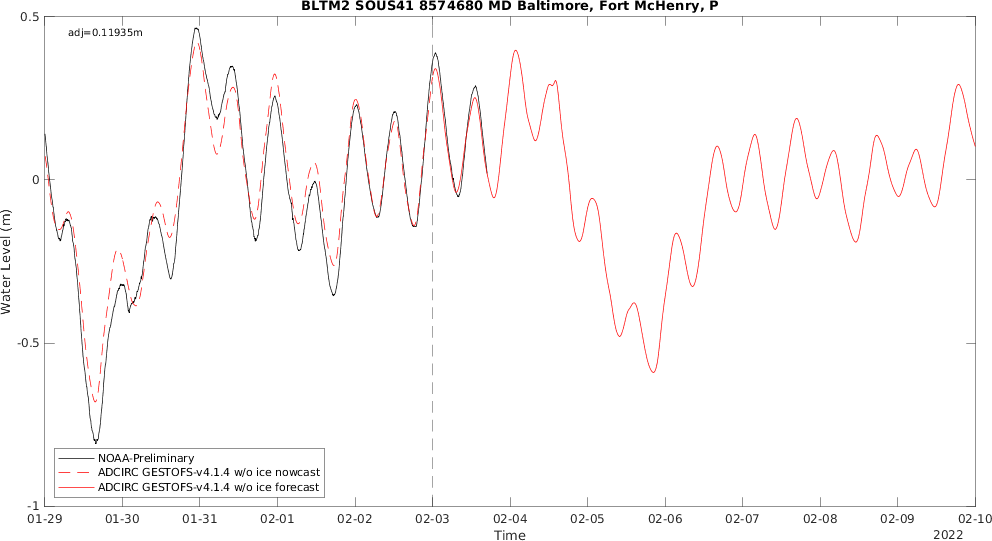 BLTM2 SOUS41 8574680 MD Baltimore, Fort McHenry, P
adj=0.11935m
0.5
0
-0.5
-1
Water Level (m)
NOAA-Preliminary
ADCIRC GESTOFS-v4.1.4 w/o ice nowcast
ADCIRC GESTOFS-v4.1.4 w/o ice forecast
01-29 01-30 01-31 02-01 02-02 02-03 02-04 02-05 02-06 02-07 02-08 02-09 02-10
Time
2022